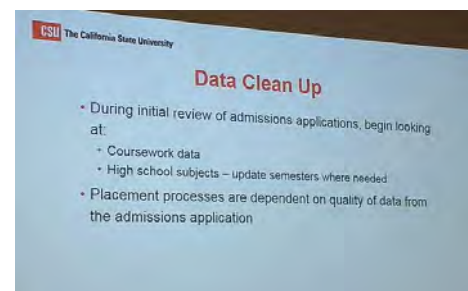 CSU The California State University
Data Clean Up
• During initial review of admissions applications, begin looking
at:
• Coursework data
• High school subjects – update semesters where needed
• Placement processes are dependent on quality of data from
the admissions application